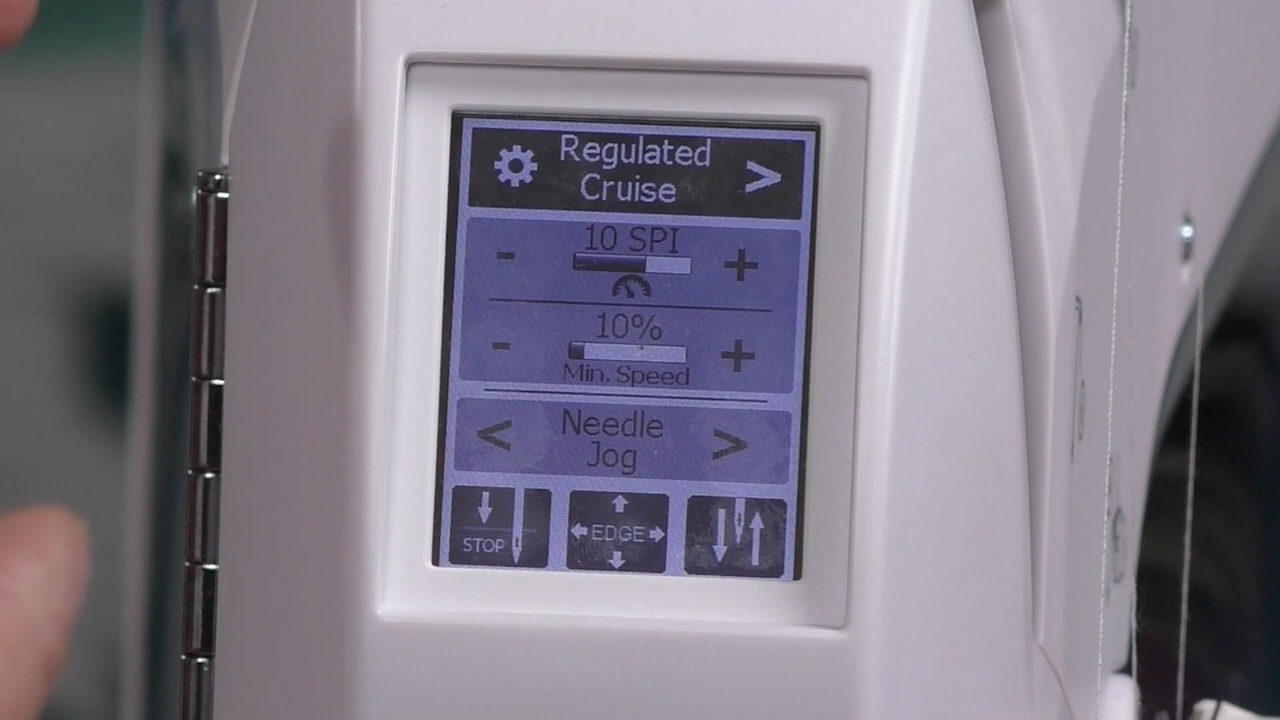 Regulated
Cruise
>
- 10 SPI +
10%
- +
Min. Speed
< Needle >
Jog
STOP
EDGE